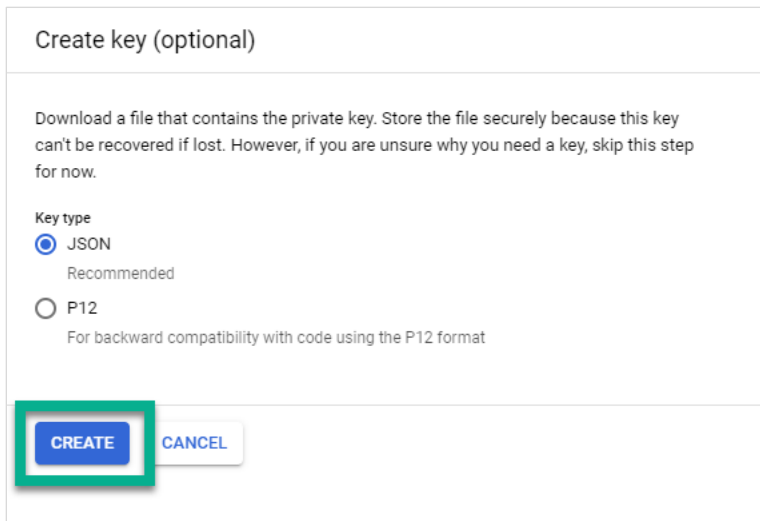 Create key (optional)
Download a file that contains the private key. Store the file securely because this key
can't be recovered if lost. However, if you are unsure why you need a key, skip this step
for now.
Key type
JSON
Recommended
P12
For backward compatibility with code using the P12 format
CREATE CANCEL